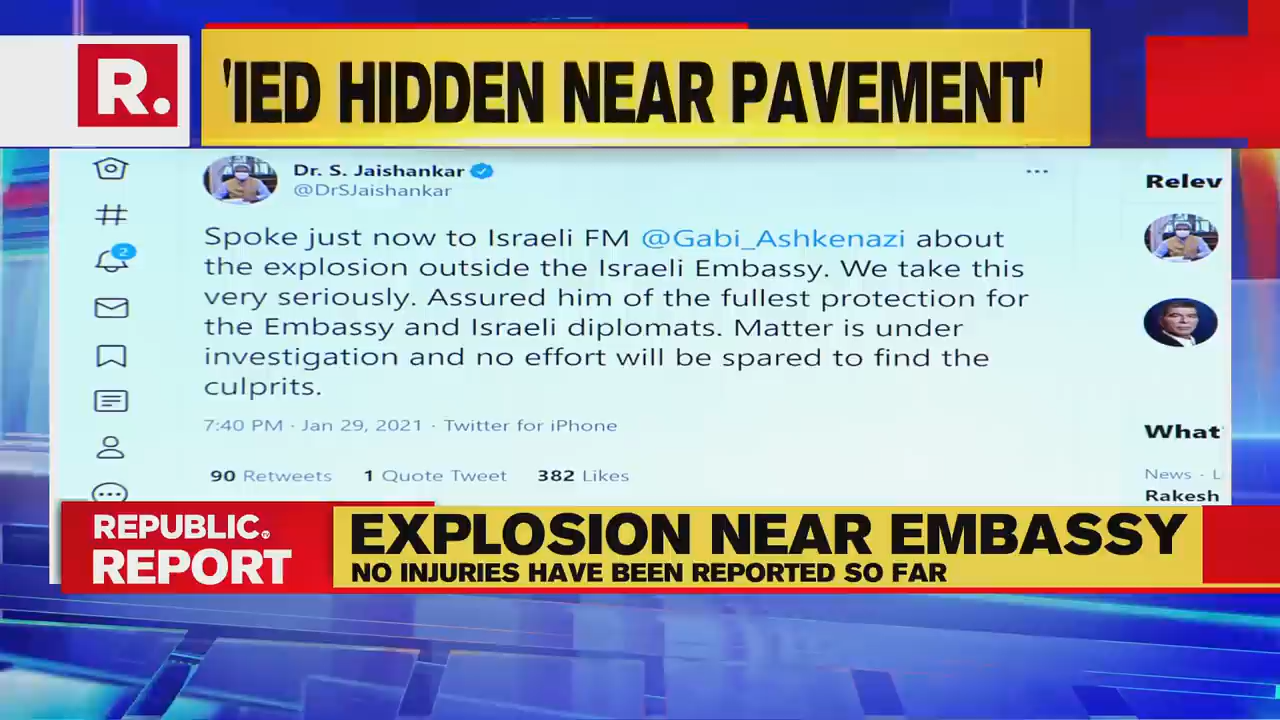 R.
'IED HIDDEN NEAR PAVEMENT'
Dr. S. Jaishankar
@DrSJaishankar
Spoke just now to Israeli FM @Gabi_Ashkenazi about
the explosion outside the Israeli Embassy. We take this
very seriously. Assured him of the fullest protection for
the Embassy and Israeli diplomats. Matter is under
investigation and no effort will be spared to find the
culprits.
7:40 PM · Jan 29, 2021 · Twitter for iPhone
90 Retweets 1 Quote Tweet 382 Likes
2
Relev
What'
News · L
Rakesh
REPUBLIC.
REPORT
EXPLOSION NEAR EMBASSY
NO INJURIES HAVE BEEN REPORTED SO FAR